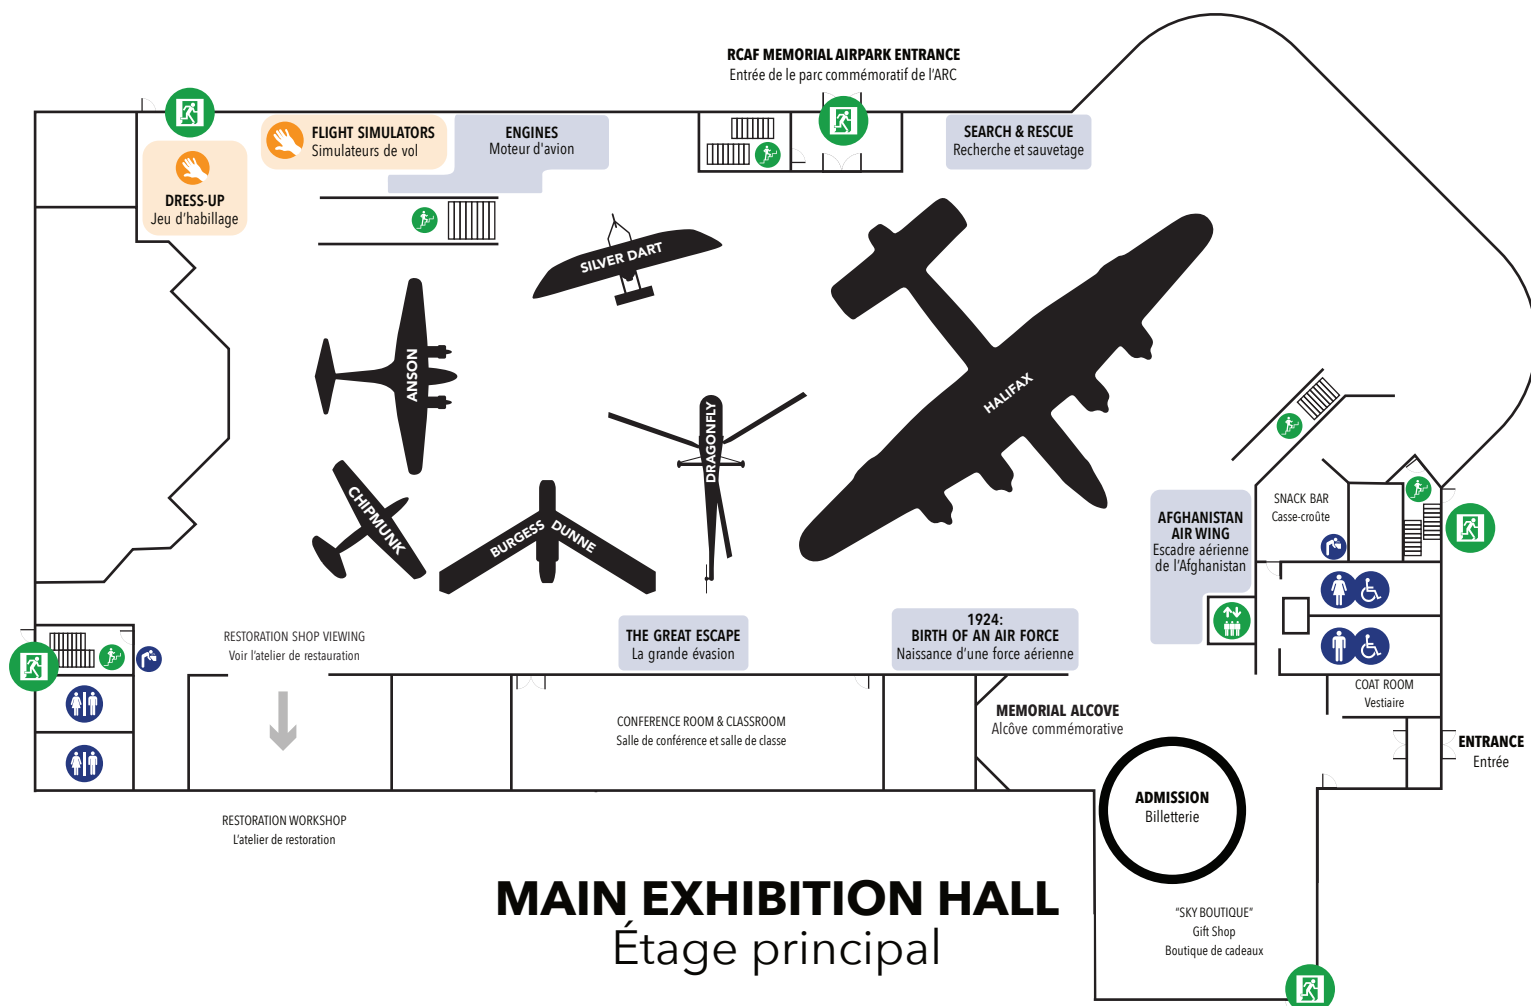 RCAF MEMORIAL AIRPARK ENTRANCE
Entrée de le parc commémoratif de l'ARC
FLIGHT SIMULATORS
Simulateurs de vol
ENGINES
Moteur d'avion
SEARCH & RESCUE
Recherche et sauvetage
DRESS-UP
Jeu d'habillage
SILVER DART
ANSON
HALIFAX
DRAGONFLY
CHIPMUNK
BURGESS DUNNE
SNACK BAR
Casse-croûte
AFGHANISTAN
AIR WING
Escadre aérienne
de l'Afghanistan
RESTORATION SHOP VIEWING
Voir l'atelier de restauration
THE GREAT ESCAPE
La grande évasion
1924:
BIRTH OF AN AIR FORCE
Naissance d'une force aérienne
COAT ROOM
Vestiaire
CONFERENCE ROOM & CLASSROOM
Salle de conférence et salle de classe
MEMORIAL ALCOVE
Alcôve commémorative
ENTRANCE
Entrée
ADMISSION
Billetterie
RESTORATION WORKSHOP
L'atelier de restoration
MAIN EXHIBITION HALL
Étage principal
"SKY BOUTIQUE"
Gift Shop
Boutique de cadeaux